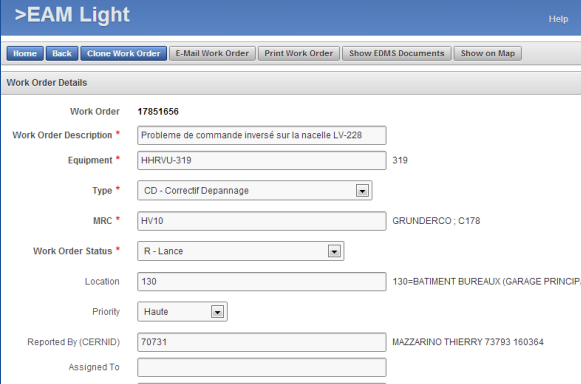 >EAM Light
Help
Home Back Clone Work Order E-Mail Work Order Print Work Order Show EDMS Documents Show on Map
Work Order Details
Work Order 17851656
Work Order Description * Probleme de commande inversé sur la nacelle LV-228
Equipment * HHRVU-319 319
Type * CD - Correctif Depannage
MRC * HV10 GRUNDERCO ; C178
Work Order Status * R - Lance
Location 130 130=BATIMENT BUREAUX (GARAGE PRINCIPA
Priority Haute
Reported By (CERNID) 70731 MAZZARINO THIERRY 73793 160364
Assigned To